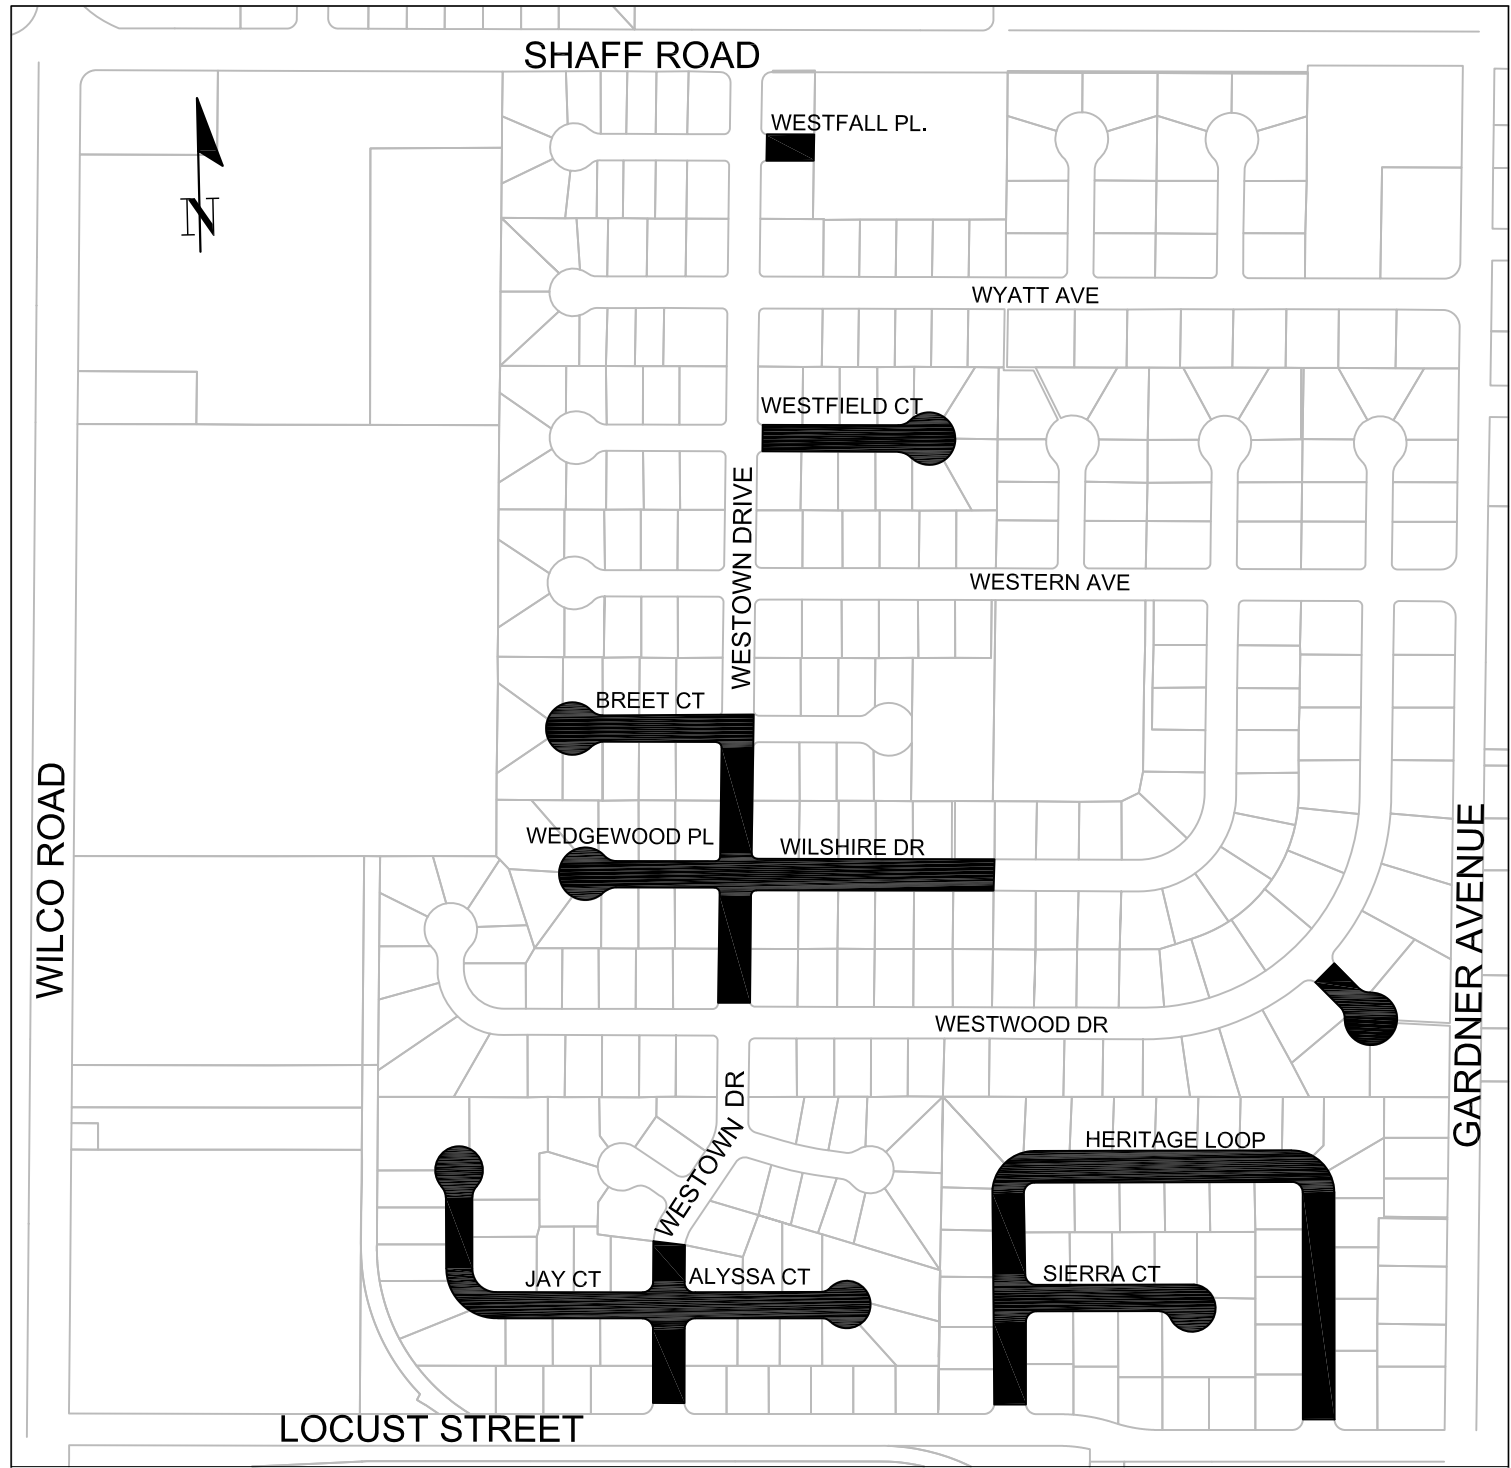 SHAFF ROAD
WESTFALL PL.
N
WYATT AVE
WESTFIELD CT
WESTOWN DRIVE
WESTERN AVE
BREET CT
WEDGEWOOD PL
WILSHIRE DR
WILCO ROAD
GARDNER AVENUE
WESTWOOD DR
WESTOWN DR
HERITAGE LOOP
JAY CT
ALYSSA CT
SIERRA CT
LOCUST STREET